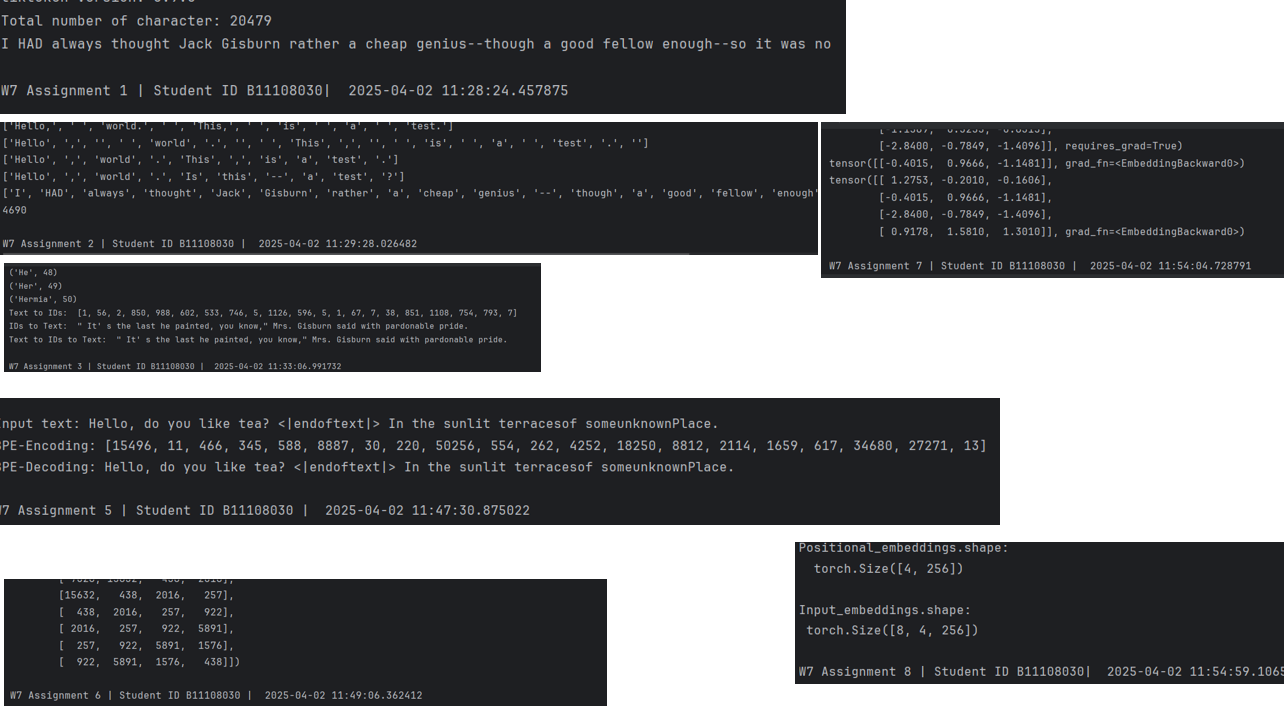 Total number of character: 20479
I HAD always thought Jack Gisburn rather a cheap genius--though a good fellow enough--so it was no
W7 Assignment 1 | Student ID B11108030|  2025-04-02 11:28:24.457875
['Hello,', ' ', 'world.', ' ', 'This,', ' ', 'is', ' ', 'a', ' ', 'test.']
['Hello', ',', '', ' ', 'world', '.', '', ' ', 'This', ',', '', ' ', 'is', ' ', 'a', ' ', 'test', '.', '']
['Hello', ',', 'world', '.', 'This', ',', 'is', 'a', 'test', '.']
['Hello', ',', 'world', '.', 'Is', 'this', '--', 'a', 'test', '?']
['I', 'HAD', 'always', 'thought', 'Jack', 'Gisburn', 'rather', 'a', 'cheap', 'genius', '--', 'though', 'a', 'good', 'fellow', 'enough'
4690
W7 Assignment 2 | Student ID B11108030 |  2025-04-02 11:29:28.026482
[-2.8400, -0.7849, -1.4096]], requires_grad=True)
tensor([[-0.4015,  0.9666, -1.1481]], grad_fn=<EmbeddingBackward0>)
tensor([[ 1.2753, -0.2010, -0.1606],
[-0.4015,  0.9666, -1.1481],
[-2.8400, -0.7849, -1.4096],
[ 0.9178,  1.5810,  1.3010]], grad_fn=<EmbeddingBackward0>)
W7 Assignment 7 | Student ID B11108030 |  2025-04-02 11:54:04.728791
('He', 48)
('Her', 49)
('Hermia', 50)
Text to IDs:  [1, 56, 2, 850, 988, 602, 533, 746, 5, 1126, 596, 5, 1, 67, 7, 38, 851, 1108, 754, 793, 7]
IDs to Text:  " It' s the last he painted, you know," Mrs. Gisburn said with pardonable pride.
Text to IDs to Text:  " It' s the last he painted, you know," Mrs. Gisburn said with pardonable pride.
W7 Assignment 3 | Student ID B11108030 |  2025-04-02 11:33:06.991732
nput text: Hello, do you like tea? <|endoftext|> In the sunlit terracesof someunknownPlace.
BPE-Encoding: [15496, 11, 466, 345, 588, 8887, 30, 220, 50256, 554, 262, 4252, 18250, 8812, 2114, 1659, 617, 34680, 27271, 13]
BPE-Decoding: Hello, do you like tea? <|endoftext|> In the sunlit terracesof someunknownPlace.
W7 Assignment 5 | Student ID B11108030 |  2025-04-02 11:47:30.875022
[15632,   438,  2016,   257],
[  438,  2016,   257,   922],
[ 2016,   257,   922,  5891],
[  257,   922,  5891,  1576],
[  922,  5891,  1576,   438]])
W7 Assignment 6 | Student ID B11108030 |  2025-04-02 11:49:06.362412
Positional_embeddings.shape:
torch.Size([4, 256])
Input_embeddings.shape:
torch.Size([8, 4, 256])
W7 Assignment 8 | Student ID B11108030|  2025-04-02 11:54:59.1065